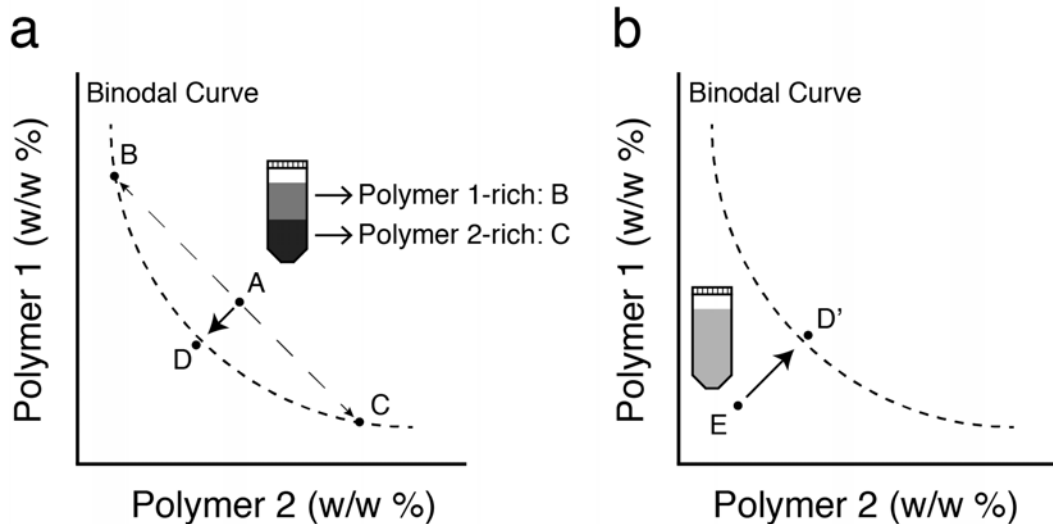 a
Binodal Curve
B
Polymer 1-rich: B
Polymer 2-rich: C
A
D
C
Polymer 1 (w/w %)
Polymer 2 (w/w %)
b
Binodal Curve
D’
E
Polymer 1 (w/w %)
Polymer 2 (w/w %)